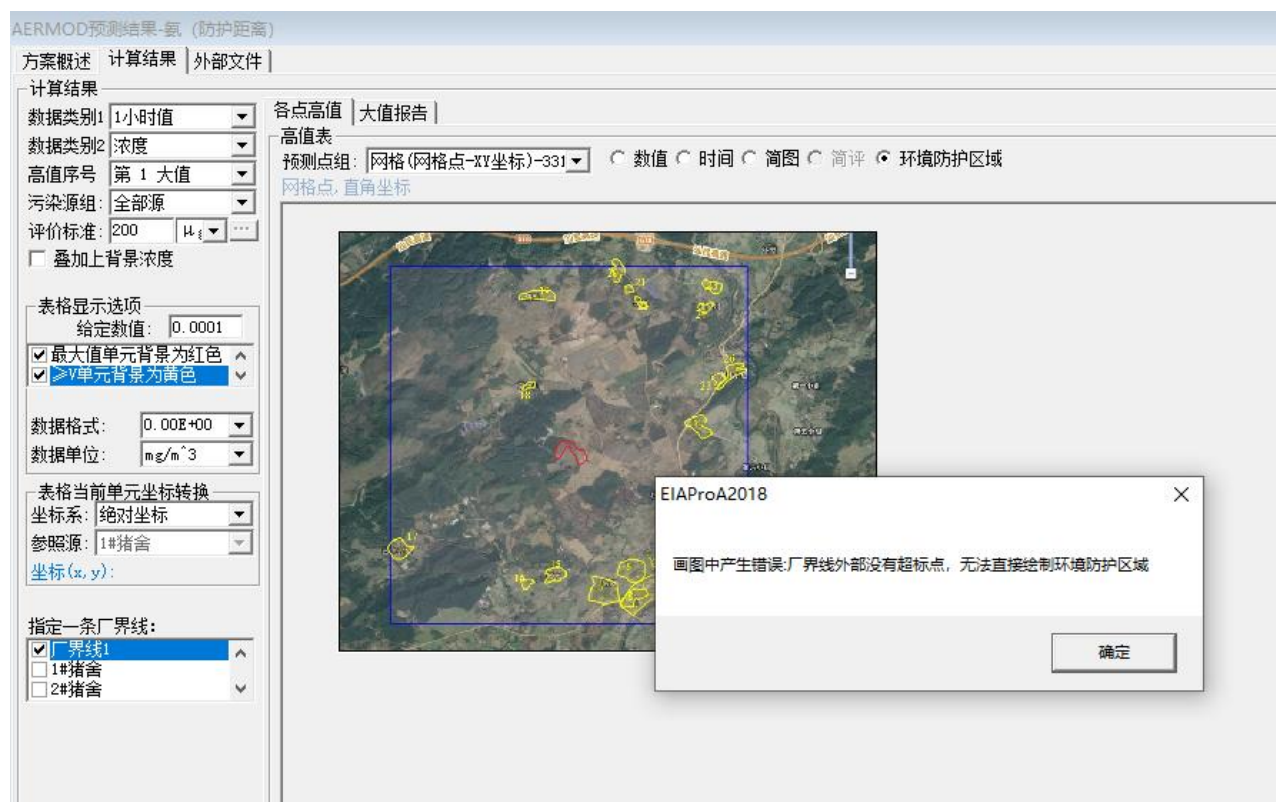 AERMOD预测结果-氨 (防护距离)
方案概述 计算结果 外部文件
计算结果
数据类别1 1小时值
数据类别2 浓度
高值序号 第 1 大值
污染源组: 全部源
评价标准: 200
叠加上背景浓度
表格显示选项
给定数值: 0.0001
最大值单元背景为红色
≥V单元背景为黄色
数据格式: 0.00E+00
数据单位: mg/m^3
表格当前单元坐标转换
坐标系: 绝对坐标
参照源: 1#猪舍
坐标(x,y):
指定一条厂界线:
厂界线1
1#猪舍
2#猪舍
各点高值 大值报告
高值表
预测点组: 网格(网格点-XY坐标)-331 数值 时间 简图 简评 环境防护区域
网格点,直角坐标
21
18
26
17
EIAProA2018
画图中产生错误:厂界线外部没有超标点，无法直接绘制环境防护区域
确定